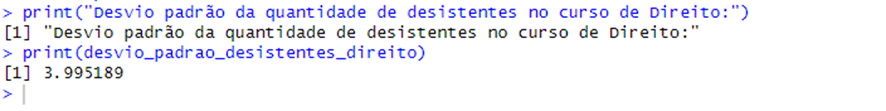 > print("Desvio padrão da quantidade de desistentes no curso de Direito:")
[1] "Desvio padrão da quantidade de desistentes no curso de Direito:"
> print(desvio_padrao_desistentes_direito)
[1] 3.995189
>